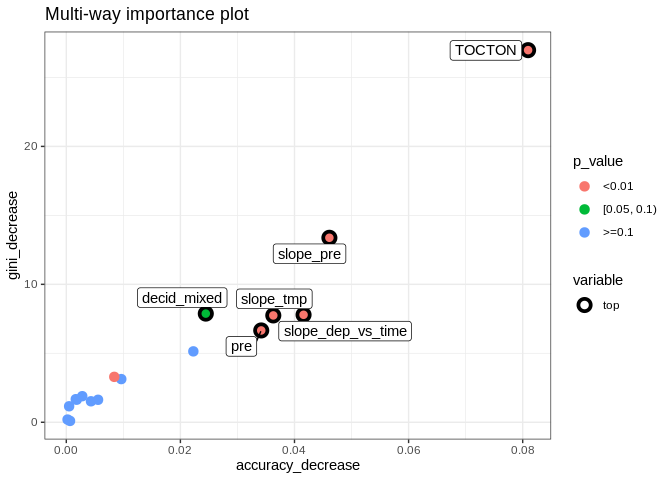 Multi-way importance plot
TOCTON
slope_pre
decid_mixed
slope_tmp
slope_dep_vs_time
pre
20
10
0
gini_decrease
0.00
0.02
0.04
0.06
0.08
accuracy_decrease
p_value
<0.01
[0.05, 0.1)
>=0.1
variable
top